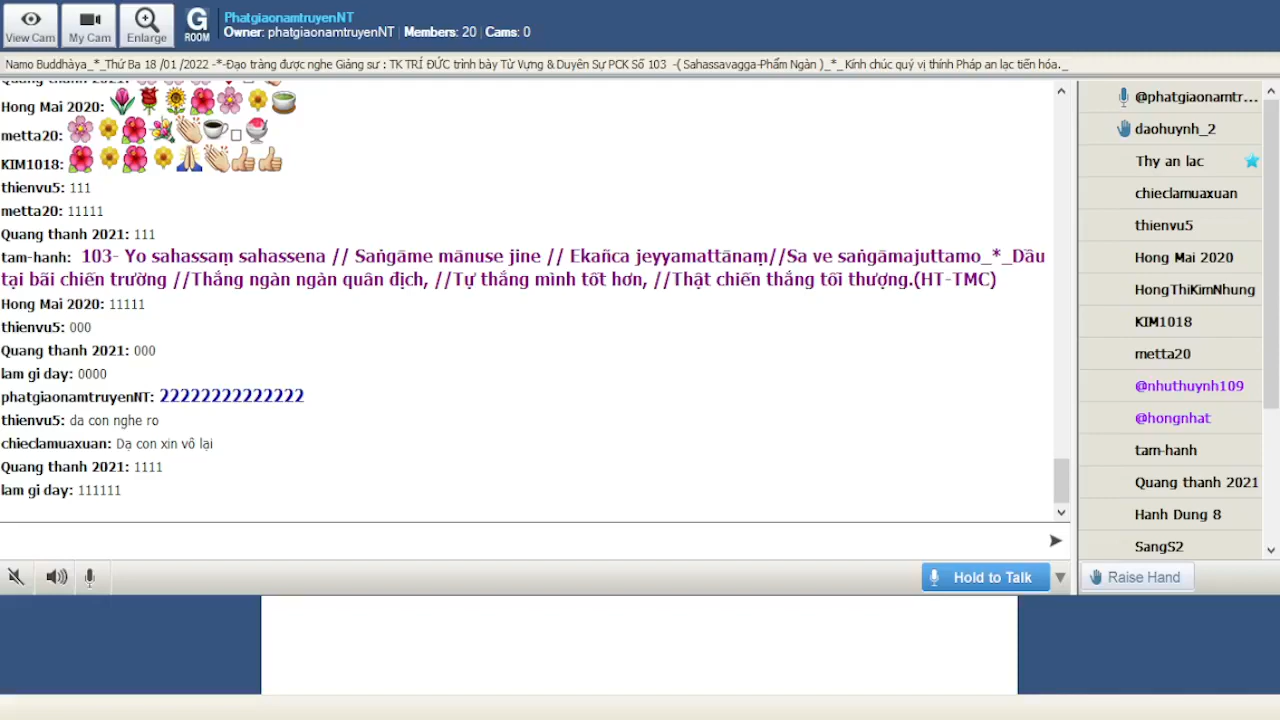 View Cam
My Cam
Enlarge
G
ROOM
PhatgiaonamtruyenNT
Owner: phatgiaonamtruyenNT | Members: 20 | Cams: 0
Namo Buddhàya_*_Thứ Ba 18 /01 /2022 -*-Đạo tràng được nghe Giảng sư : TK TRÍ ĐỨC trình bày Từ Vựng & Duyên Sự PCK Số 103 -( Sahassavagga-Phẩm Ngàn )_*_ Kính chúc quý vị thính Pháp an lạc tiến hóa._
Quang thanh 2021:
Hong Mai 2020:
metta20:
KIM1018:
thienvu5: 111
metta20: 11111
Quang thanh 2021: 111
tam-hanh: 103- Yo sahassaṃ sahassena // Saṅgāme mānuse jine // Ekañca jeyyamattānaṃ//Sa ve saṅgāmajuttamo_*_Dầu
tại bãi chiến trường //Thắng ngàn ngàn quân địch, //Tự thắng mình tốt hơn, //Thật chiến thắng tối thượng.(HT-TMC)
Hong Mai 2020: 11111
thienvu5: 000
Quang thanh 2021: 000
lam gi day: 0000
phatgiaonamtruyenNT: 22222222222222
thienvu5: da con nghe ro
chieclamuaxuan: Dạ con xin vô lại
Quang thanh 2021: 1111
lam gi day: 111111
@phatgiaonamtr...
daohuynh_2
Thy an lac
chieclamuaxuan
thienvu5
Hong Mai 2020
HongThiKimNhung
KIM1018
metta20
@nhuthuynh109
@hongnhat
tam-hanh
Quang thanh 2021
Hanh Dung 8
SangS2
Hold to Talk
Raise Hand